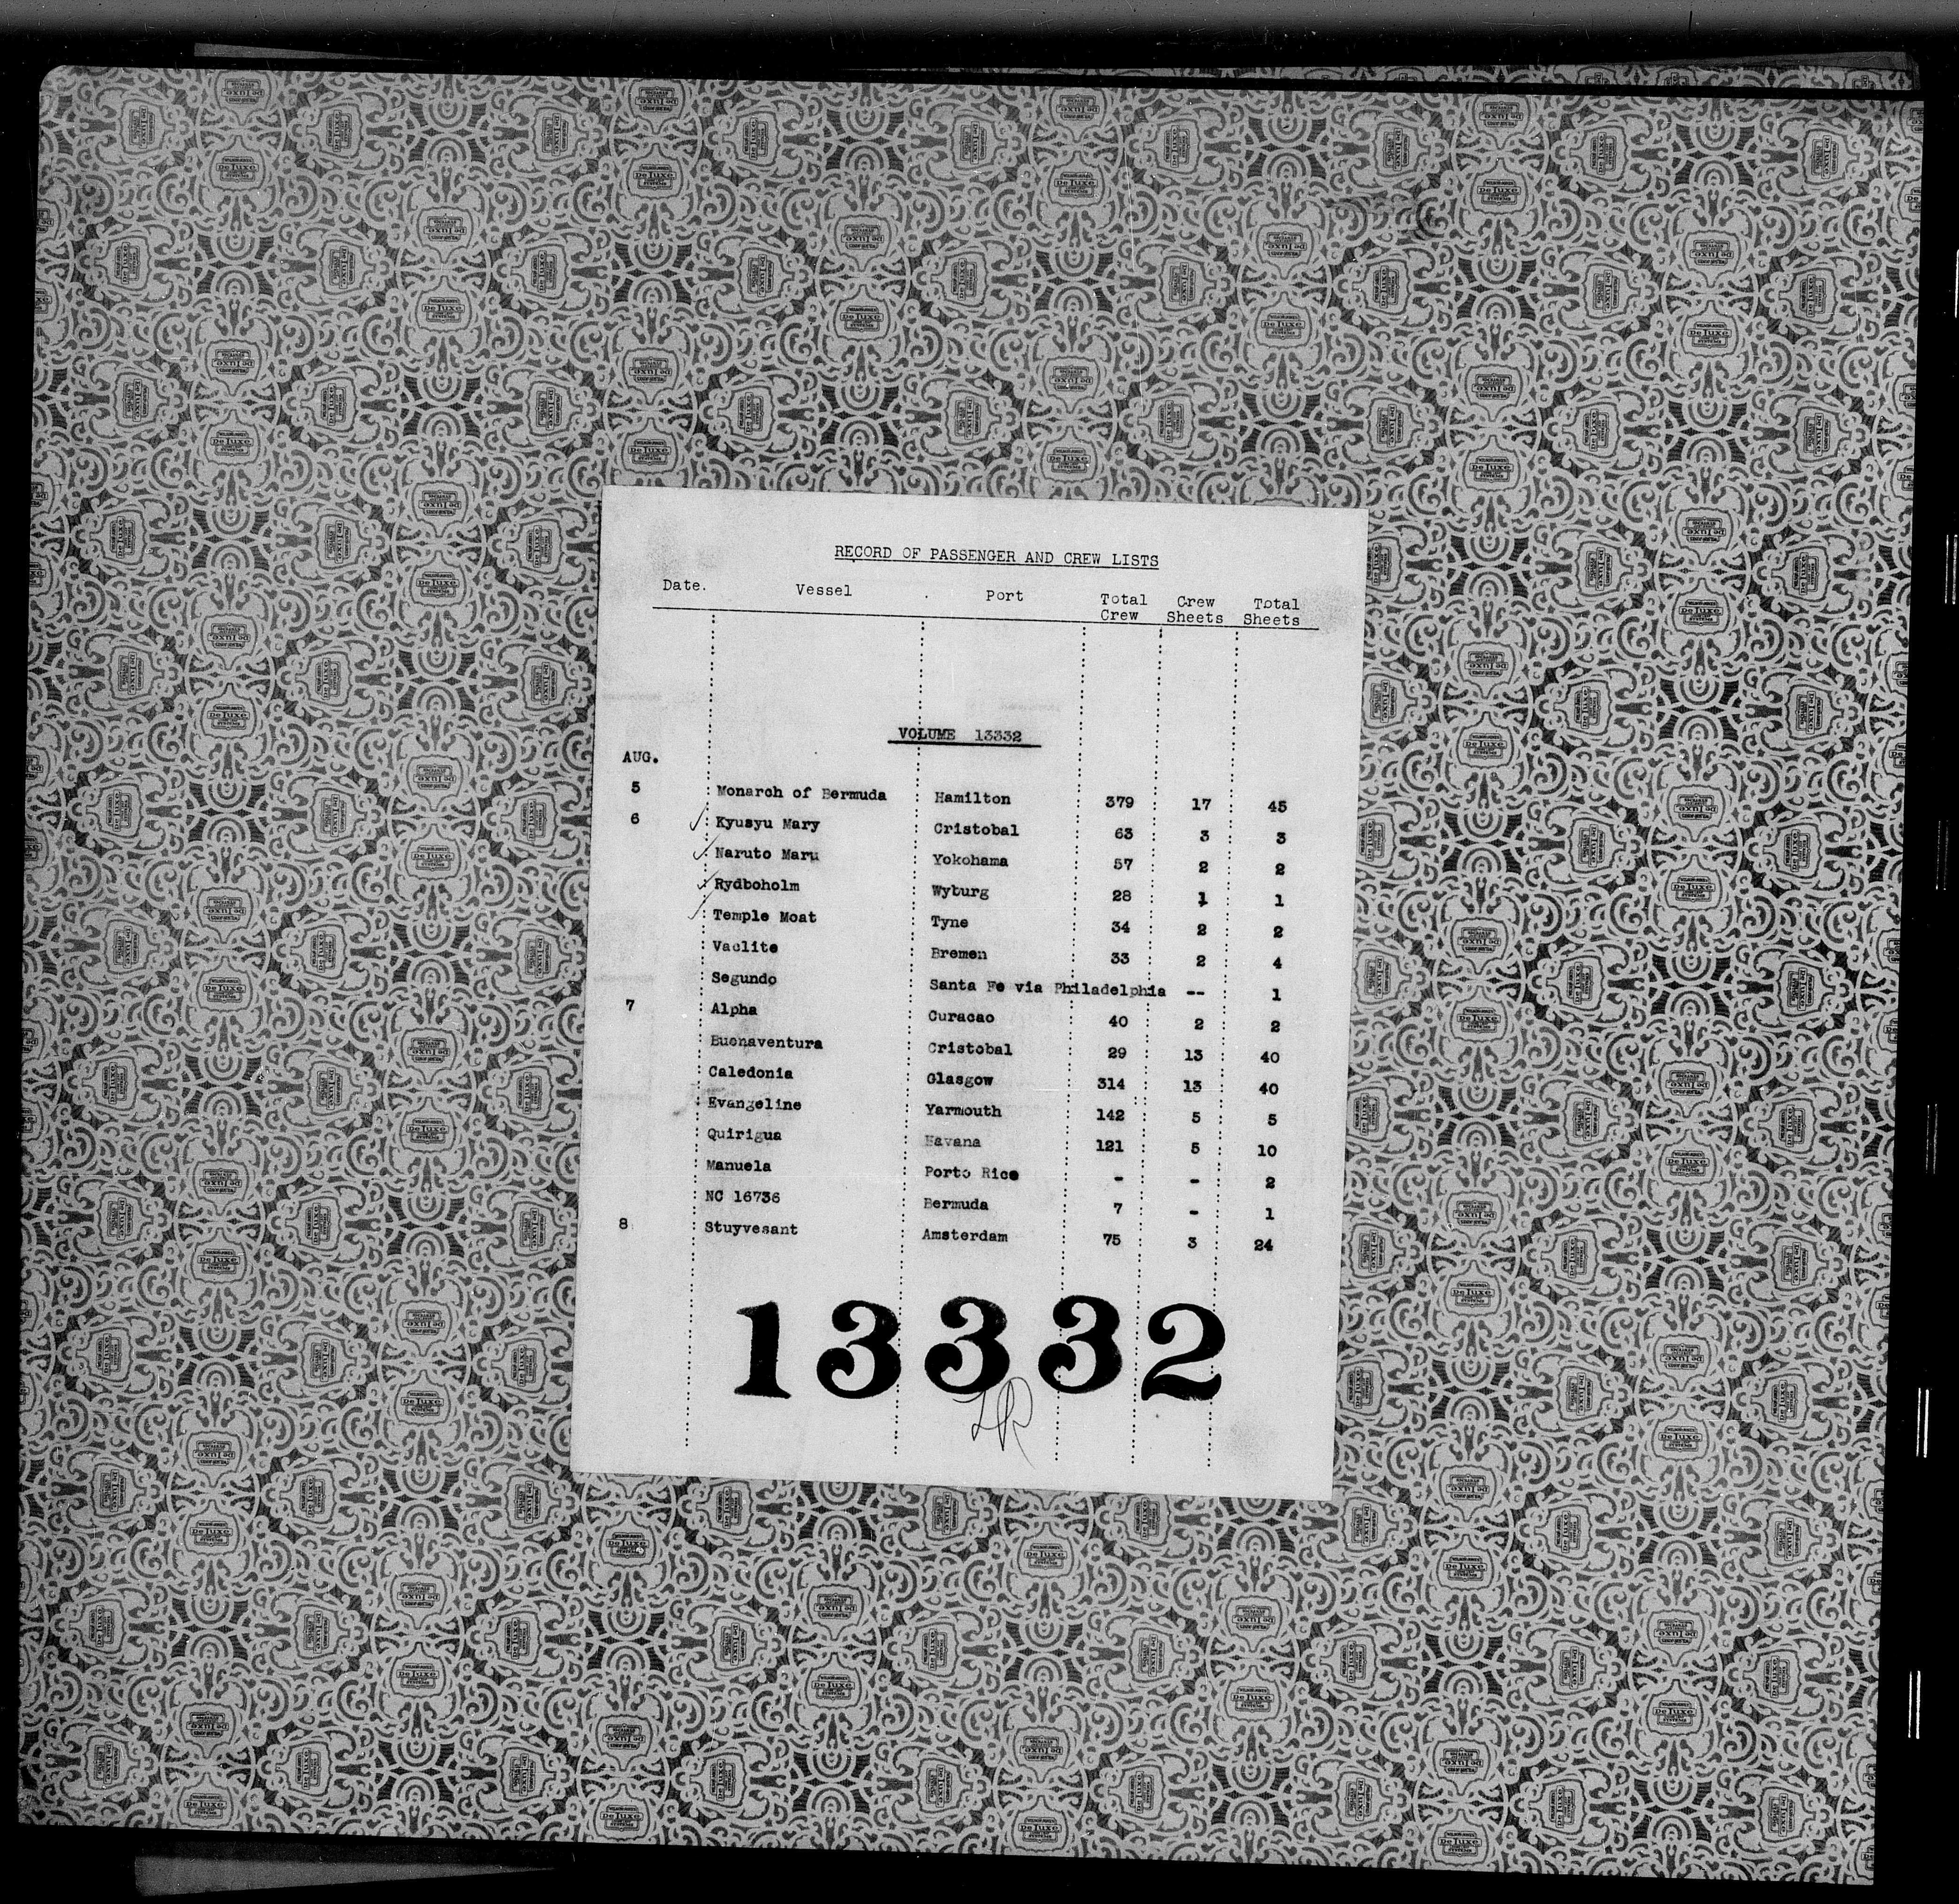 RECORD OF PASSENGER AND CREW LISTS
Date. Vessel Port Total Crew Crew Sheets Total Sheets
VOLUME 13332
AUG.
5 Monarch of Bermuda Hamilton 379 17 45
6 Kyusyu Mary Cristobal 63 3 3
Naruto Maru Yokohama 57 2 2
Rydboholm Wyburg 28 1 1
Temple Moat Tyne 34 2 2
Vaclite Bremen 33 2 4
Segundo Santa Fe via Philadelphia -- 1
7 Alpha Curacao 40 2 2
Buenaventura Cristobal 29 13 40
Caledonia Glasgow 314 13 40
Evangeline Yarmouth 142 5 5
Quirigua Havana 121 5 10
Manuela Porto Rico - - 2
NC 16736 Bermuda 7 - 1
8 Stuyvesant Amsterdam 75 3 24
13332
LR